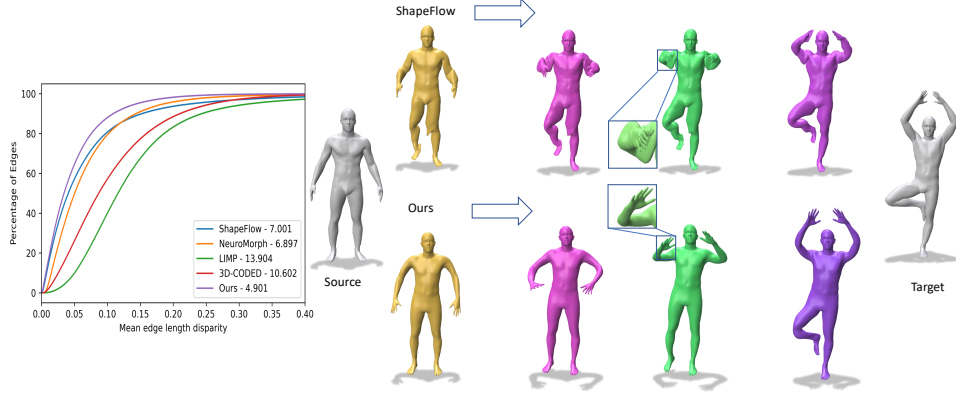 ShapeFlow
100
80
60
40
20
0
Percentage of Edges
ShapeFlow - 7.001
NeuroMorph - 6.897
LIMP - 13.904
3D-CODED - 10.602
Ours - 4.901
0.00 0.05 0.10 0.15 0.20 0.25 0.30 0.35 0.40
Mean edge length disparity
Source
Ours
Target